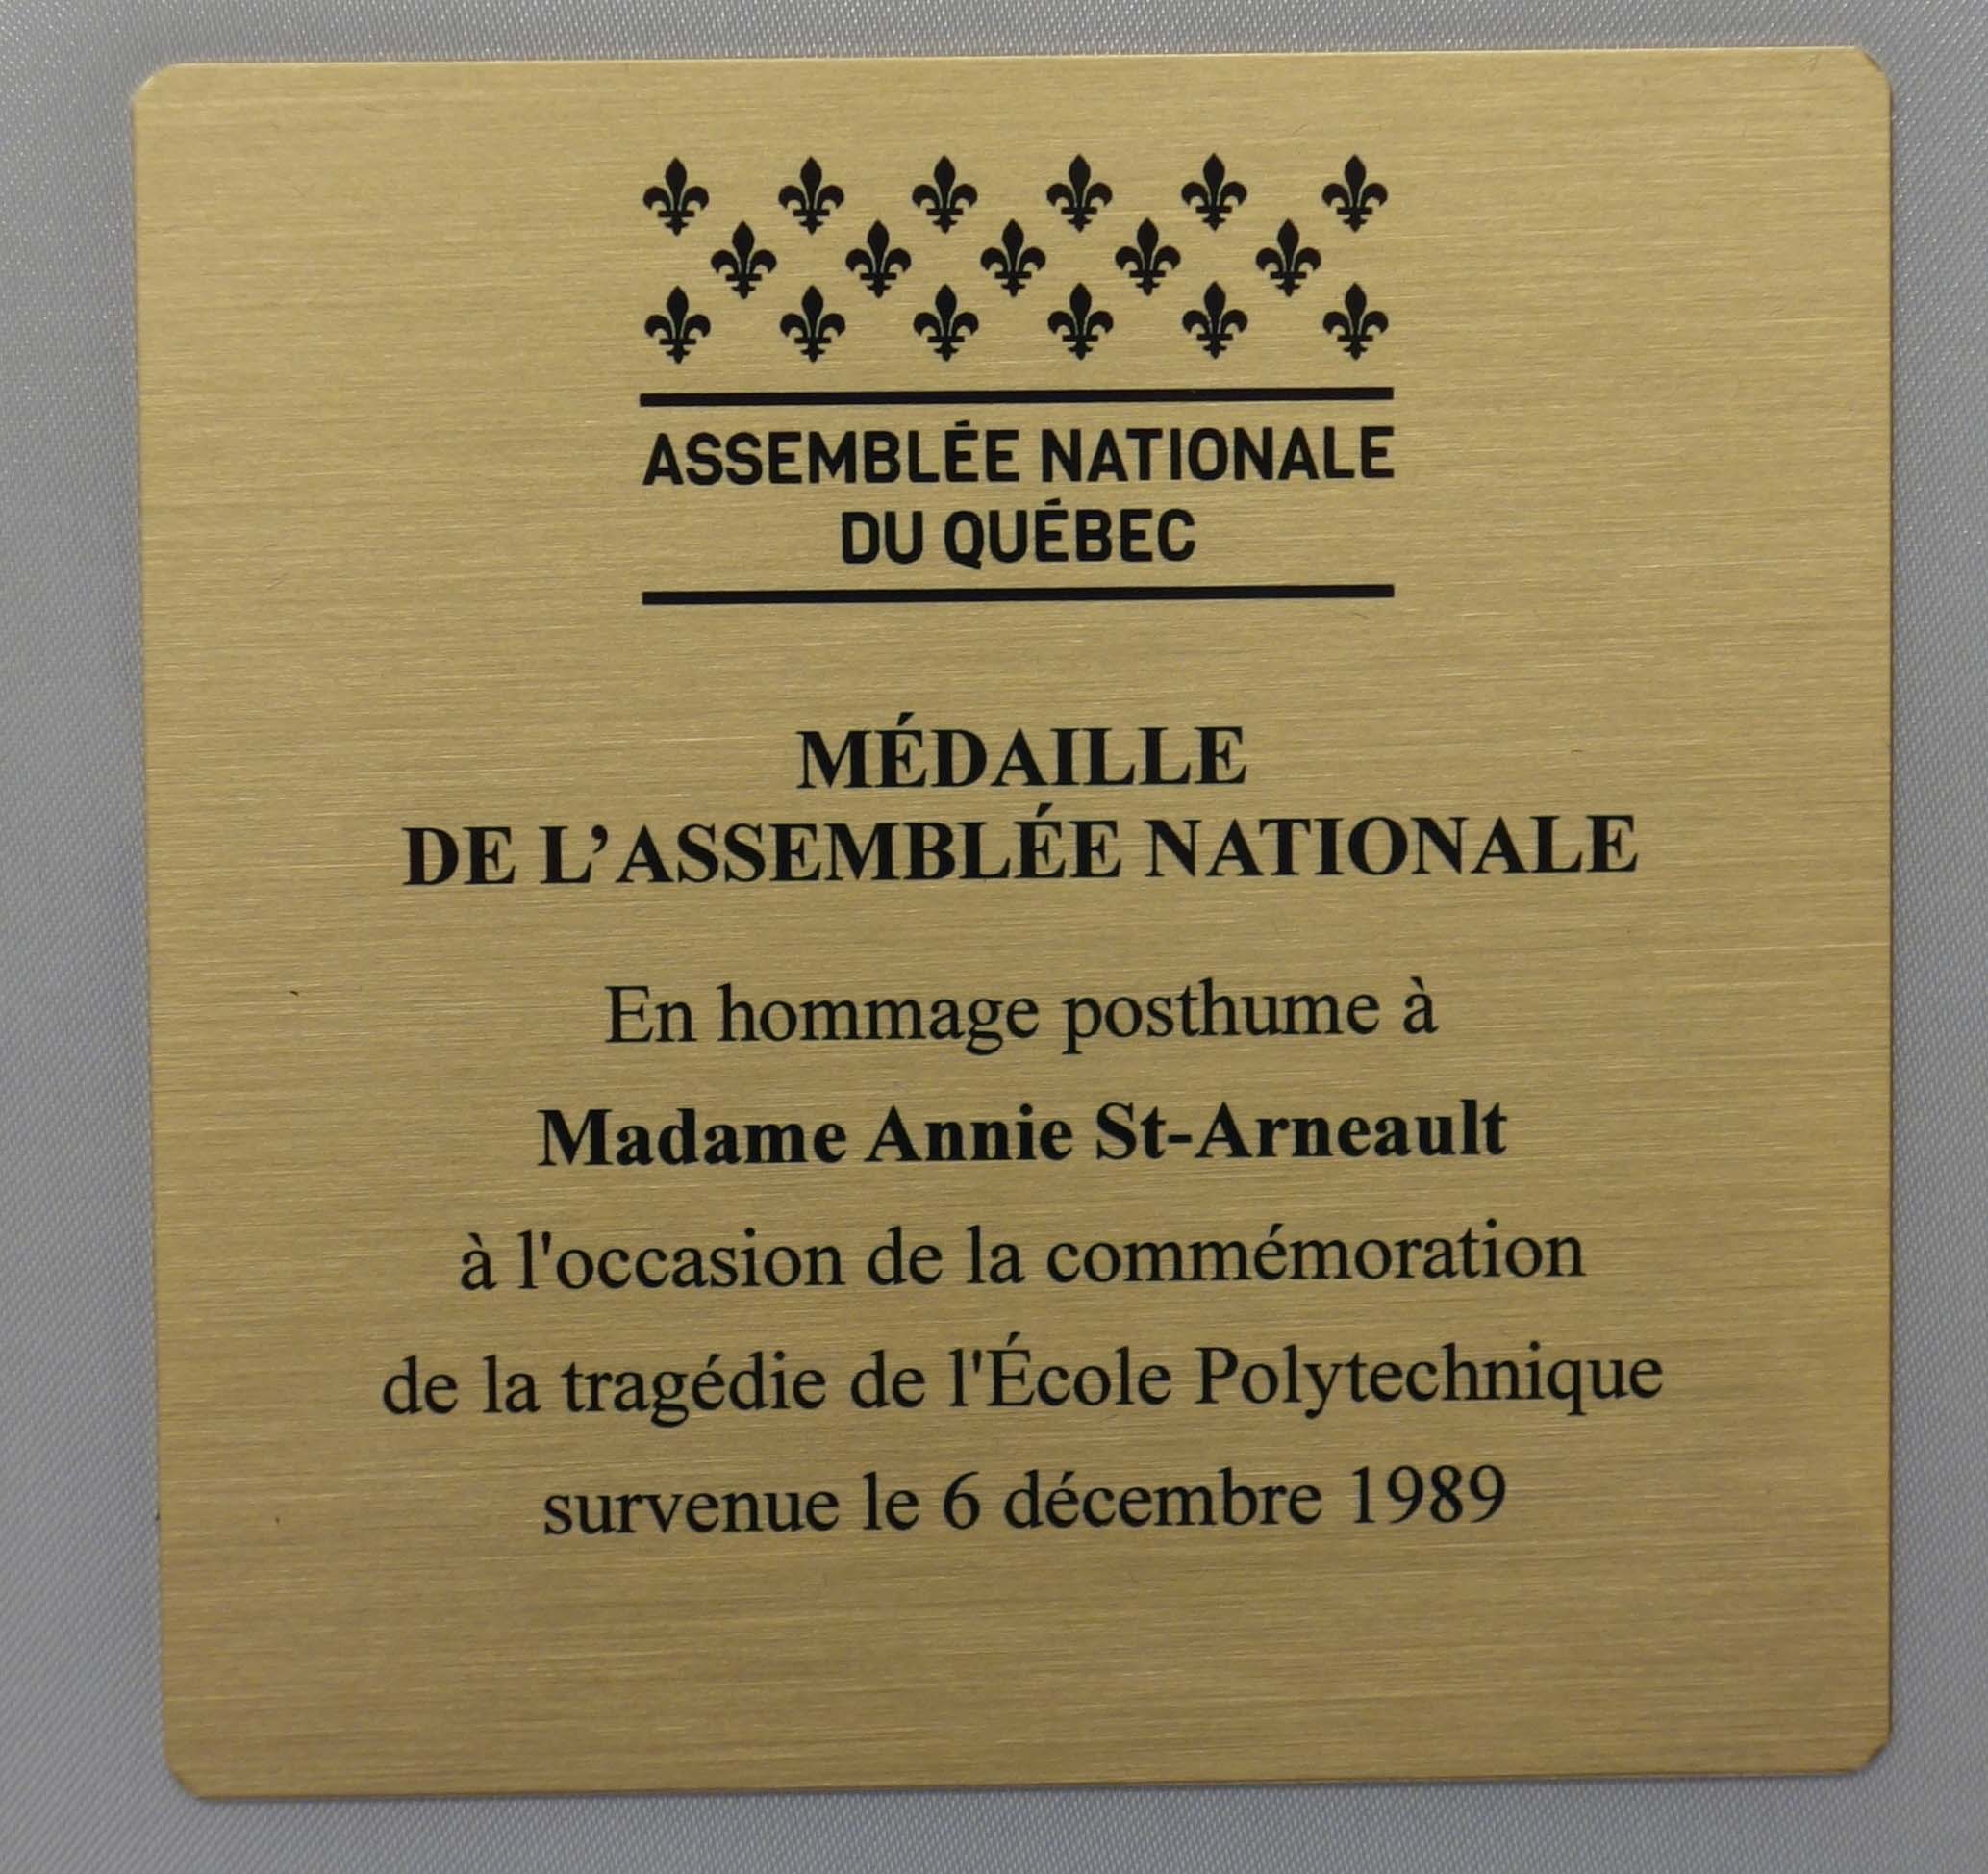 ASSEMBLÉE NATIONALE
DU QUÉBEC
MÉDAILLE
DE L’ASSEMBLÉE NATIONALE
En hommage posthume à
Madame Annie St-Arneault
à l'occasion de la commémoration
de la tragédie de l'École Polytechnique
survenue le 6 décembre 1989